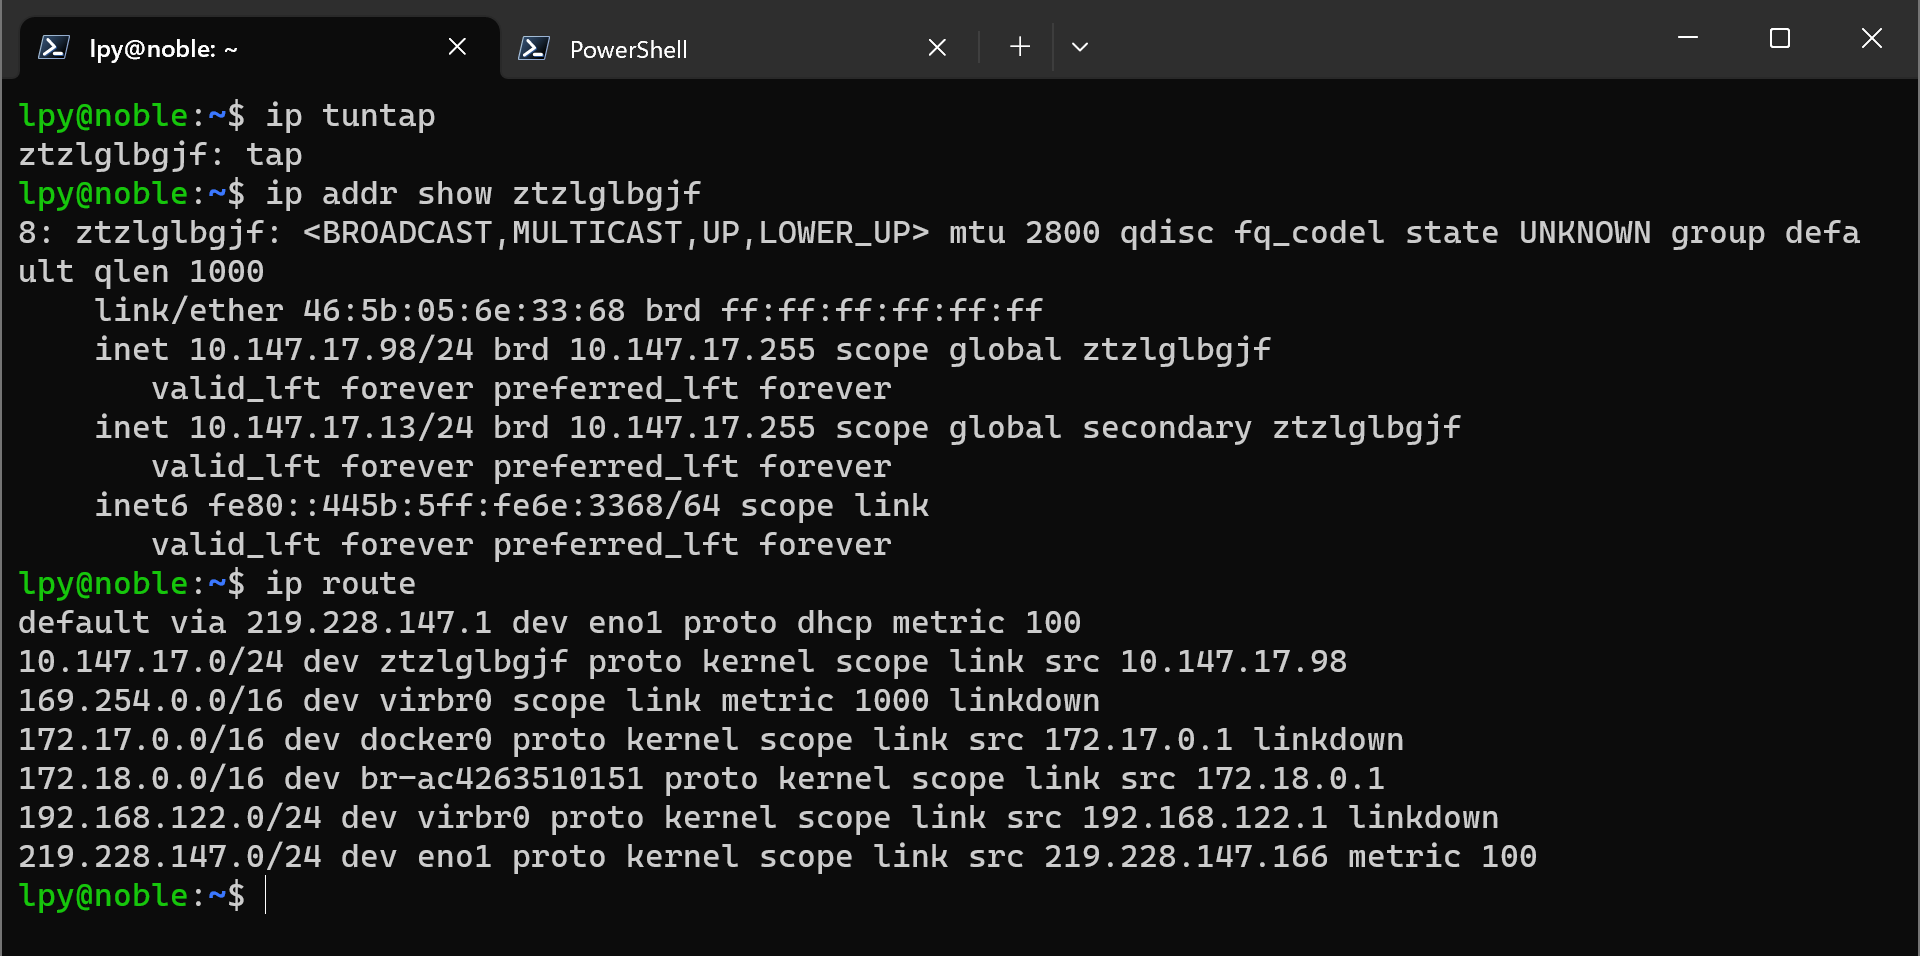 lpy@noble: ~
PowerShell
lpy@noble:~$ ip tuntap
ztzlglbgjf: tap
lpy@noble:~$ ip addr show ztzlglbgjf
8: ztzlglbgjf: <BROADCAST,MULTICAST,UP,LOWER_UP> mtu 2800 qdisc fq_codel state UNKNOWN group defa
ult qlen 1000
    link/ether 46:5b:05:6e:33:68 brd ff:ff:ff:ff:ff:ff
    inet 10.147.17.98/24 brd 10.147.17.255 scope global ztzlglbgjf
       valid_lft forever preferred_lft forever
    inet 10.147.17.13/24 brd 10.147.17.255 scope global secondary ztzlglbgjf
       valid_lft forever preferred_lft forever
    inet6 fe80::445b:5ff:fe6e:3368/64 scope link
       valid_lft forever preferred_lft forever
lpy@noble:~$ ip route
default via 219.228.147.1 dev eno1 proto dhcp metric 100
10.147.17.0/24 dev ztzlglbgjf proto kernel scope link src 10.147.17.98
169.254.0.0/16 dev virbr0 scope link metric 1000 linkdown
172.17.0.0/16 dev docker0 proto kernel scope link src 172.17.0.1 linkdown
172.18.0.0/16 dev br-ac4263510151 proto kernel scope link src 172.18.0.1
192.168.122.0/24 dev virbr0 proto kernel scope link src 192.168.122.1 linkdown
219.228.147.0/24 dev eno1 proto kernel scope link src 219.228.147.166 metric 100
lpy@noble:~$